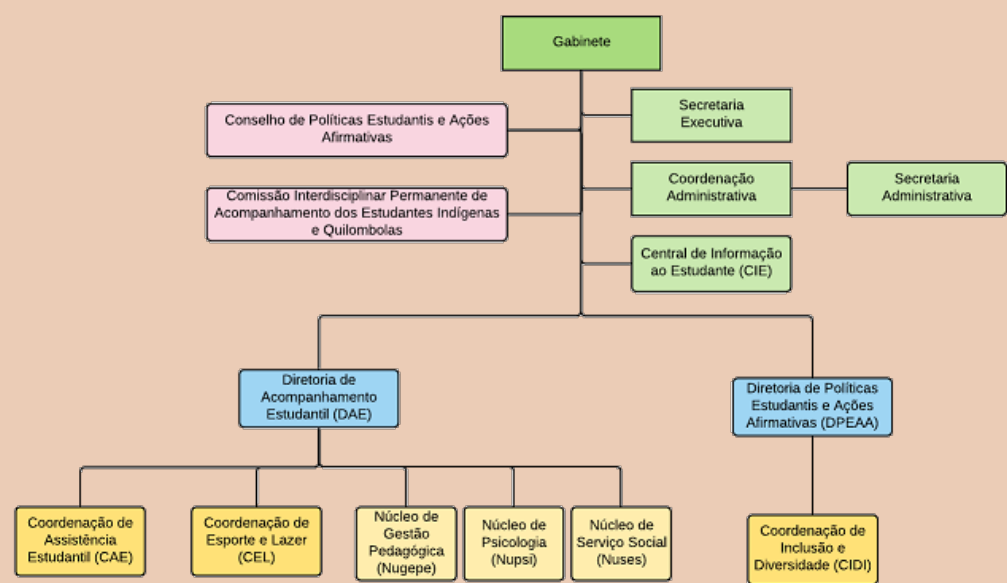 Gabinete
Conselho de Políticas Estudantis e Ações
Afirmativas
Secretaria
Executiva
Comissão Interdisciplinar Permanente de
Acompanhamento dos Estudantes Indígenas
e Quilombolas
Coordenação
Administrativa
Secretaria
Administrativa
Central de Informação
ao Estudante (CIE)
Diretoria de
Acompanhamento
Estudantil (DAE)
Diretoria de Políticas
Estudantis e Ações
Afirmativas (DPEAA)
Coordenação de
Assistência
Estudantil (CAE)
Coordenação de
Esporte e Lazer
(CEL)
Núcleo de
Gestão
Pedagógica
(Nugepe)
Núcleo de
Psicologia
(Nupsi)
Núcleo de
Serviço Social
(Nuses)
Coordenação de
Inclusão e
Diversidade (CIDI)